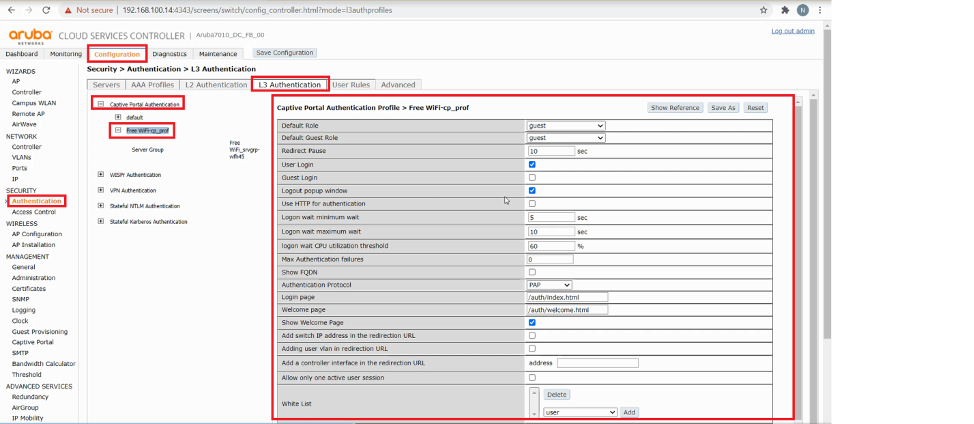 Not secure | 192.168.100.14:4343/screens/switch/config_controller.html?mode=l3authprofiles
N
aruba NETWORKS CLOUD SERVICES CONTROLLER | Aruba7010_DC_FB_00
Log out admin
Dashboard Monitoring Configuration Diagnostics Maintenance Save Configuration
WIZARDS
AP
Controller
Campus WLAN
Remote AP
AirWave
NETWORK
Controller
VLANs
Ports
IP
SECURITY
Authentication
Access Control
WIRELESS
AP Configuration
AP Installation
MANAGEMENT
General
Administration
Certificates
SNMP
Logging
Clock
Guest Provisioning
Captive Portal
SMTP
Bandwidth Calculator
Threshold
ADVANCED SERVICES
Redundancy
AirGroup
IP Mobility
Security > Authentication > L3 Authentication
Servers AAA Profiles L2 Authentication L3 Authentication User Rules Advanced
Captive Portal Authentication
default
Free WiFi-cp_prof
Server Group
Free
WiFi_srvgrp-
wlh45
WISPr Authentication
VPN Authentication
Stateful NTLM Authentication
Stateful Kerberos Authentication
Captive Portal Authentication Profile > Free WiFi-cp_prof Show Reference Save As Reset
Default Role guest
Default Guest Role guest
Redirect Pause 10 sec
User Login
Guest Login
Logout popup window
Use HTTP for authentication
Logon wait minimum wait 5 sec
Logon wait maximum wait 10 sec
logon wait CPU utilization threshold 60 %
Max Authentication failures 0
Show FQDN
Authentication Protocol PAP
Login page /auth/index.html
Welcome page /auth/welcome.html
Show Welcome Page
Add switch IP address in the redirection URL
Adding user vlan in redirection URL
Add a controller interface in the redirection URL address
Allow only one active user session
White List Delete
user Add